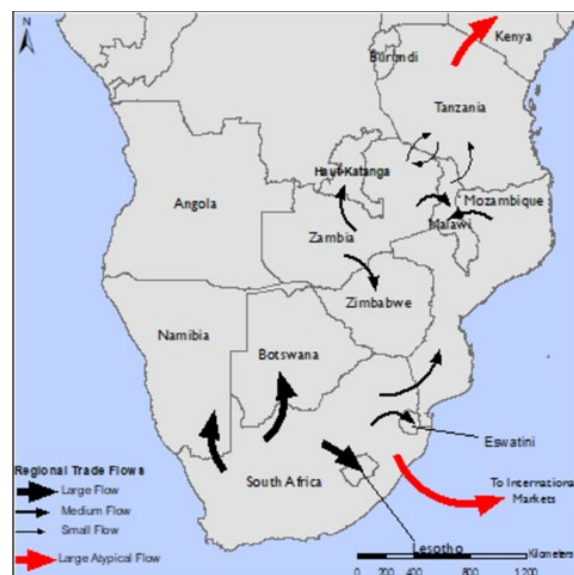 N
Kenya
Burundi
Tanzania
Haut-Katanga
Angola
Mozambique
Malawi
Zambia
Zimbabwe
Namibia
Botswana
Eswatini
Regional Trade Flows
Large Flow
Medium Flow
Small Flow
Large Atypical Flow
South Africa
To Internationa
Markets
Lesotho
Kilometers
0 200 400 800 1,200